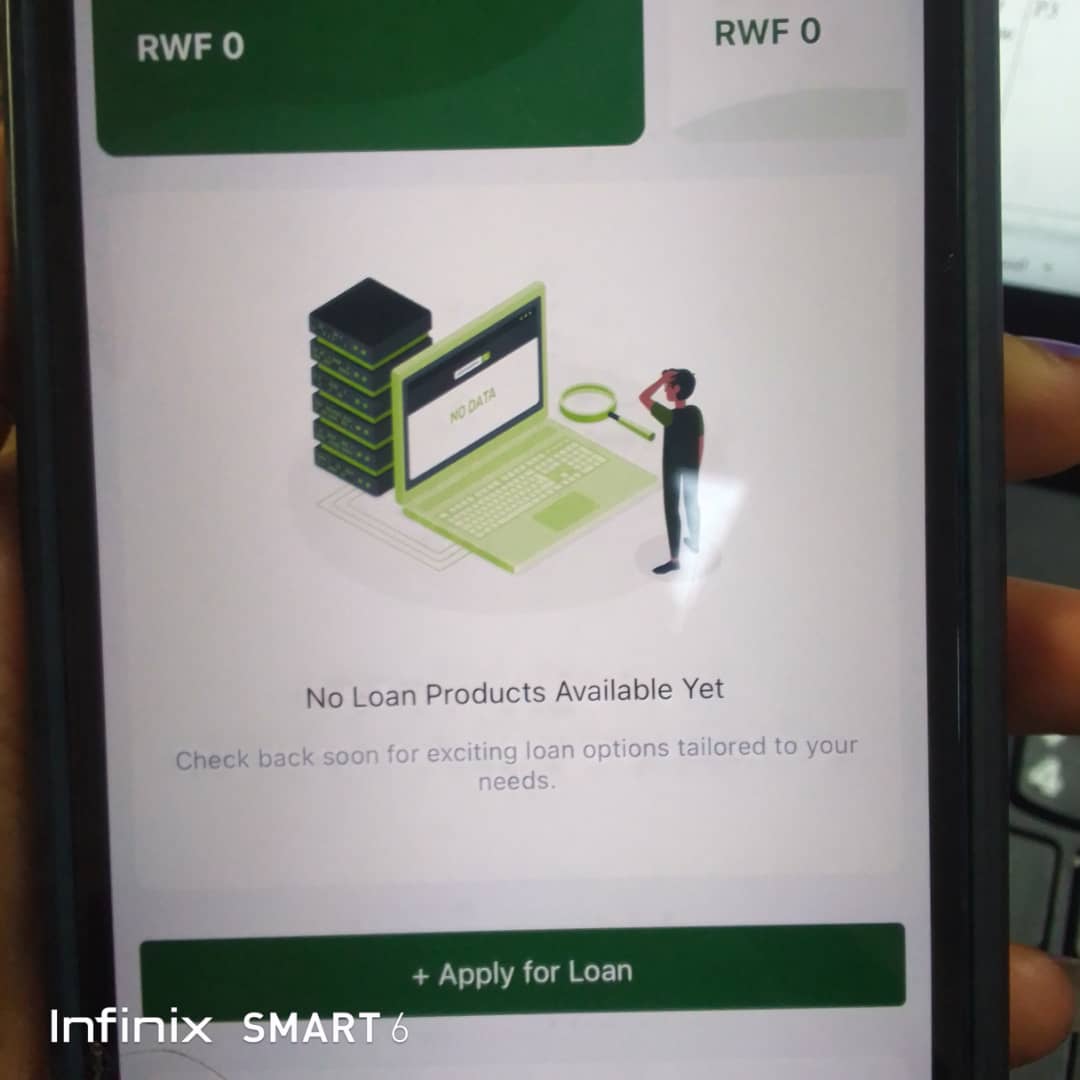 RWF 0
RWF 0
NO DATA
No Loan Products Available Yet
Check back soon for exciting loan options tailored to your
needs.
+ Apply for Loan
Infinix SMART 6